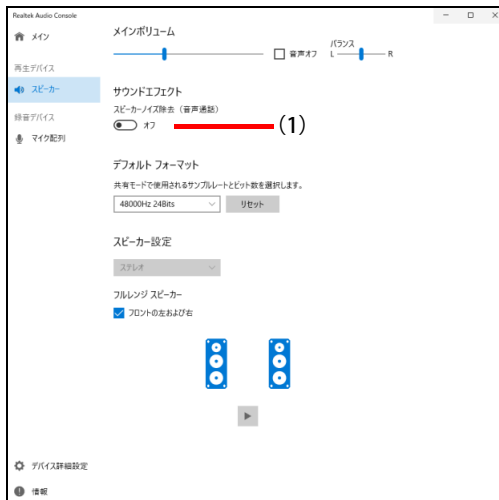 Realtek Audio Console
メイン
再生デバイス
スピーカー
録音デバイス
マイク配列
メインボリューム
音声オフ
バランス
L R
サウンドエフェクト
スピーカーノイズ除去（音声通話）
オフ
(1)
デフォルト フォーマット
共有モードで使用されるサンプルレートとビット数を選択します。
48000Hz 24Bits
リセット
スピーカー設定
ステレオ
フルレンジ スピーカー
フロントの左および右
デバイス詳細設定
情報